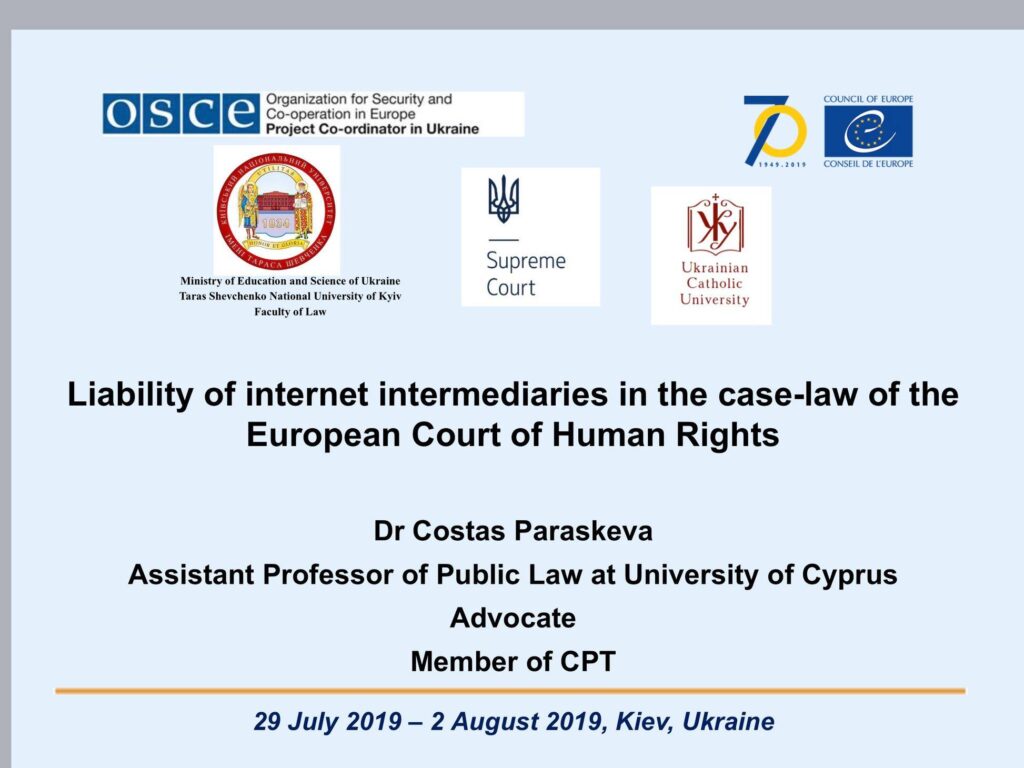 osce
Organization for Security and
Co-operation in Europe
Project Co-ordinator in Ukraine
70
1949.2019
COUNCIL OF EUROPE
CONSEIL DE L'EUROPE
КИЇВСЬКИЙ НАЦІОНАЛЬНИЙ УНІВЕРСИТЕТ
ІМЕНІ ТАРАСА ШЕВЧЕНКА
UTILITAS
1834
HONOR ET GLORIA
Ministry of Education and Science of Ukraine
Taras Shevchenko National University of Kyiv
Faculty of Law
Supreme
Court
Ukrainian
Catholic
University
Liability of internet intermediaries in the case-law of the
European Court of Human Rights
Dr Costas Paraskeva
Assistant Professor of Public Law at University of Cyprus
Advocate
Member of CPT
29 July 2019 – 2 August 2019, Kiev, Ukraine